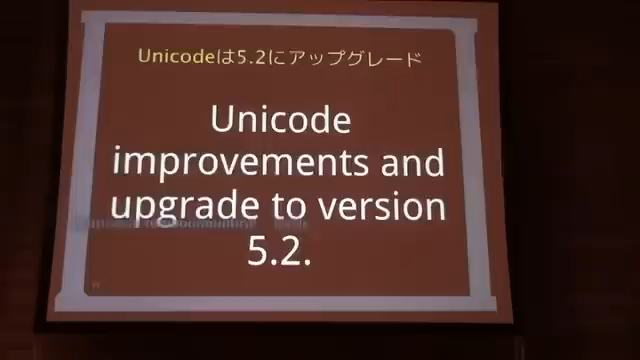 Unicodeは5.2にアップグレード
Unicode
improvements and
upgrade to version
5.2.